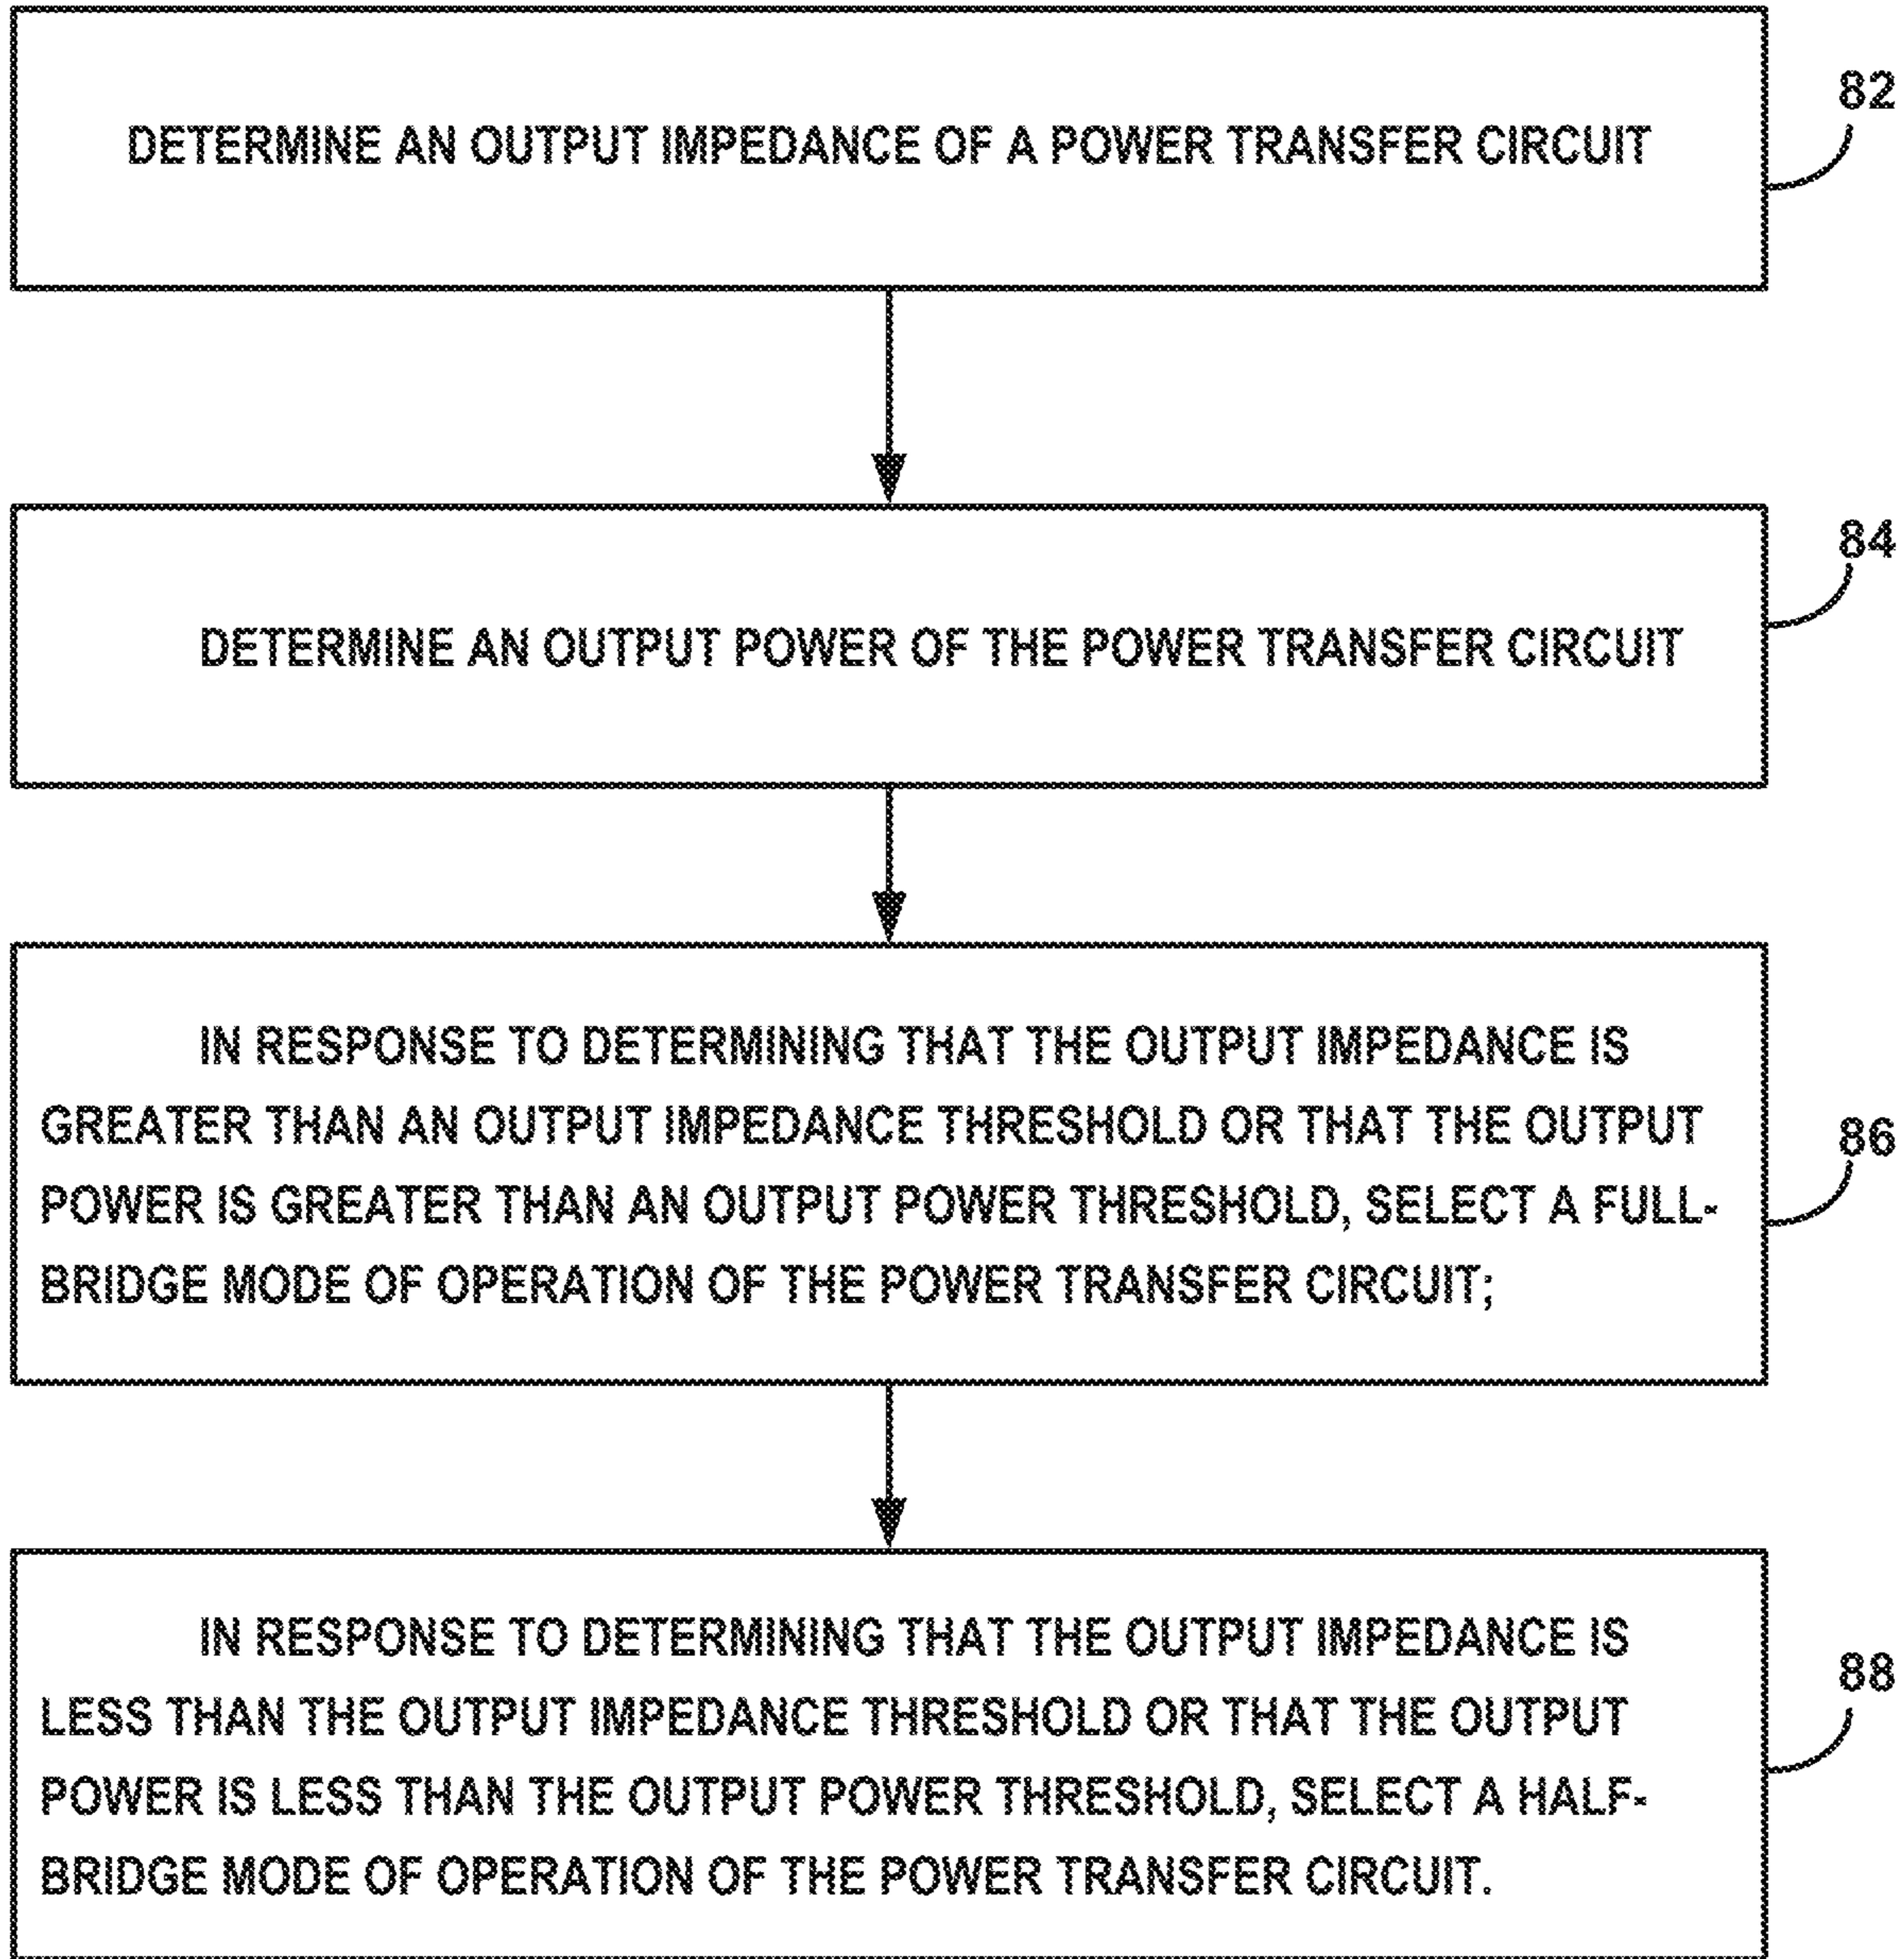 DETERMINE AN OUTPUT IMPEDANCE OF A POWER TRANSFER CIRCUIT
82
DETERMINE AN OUTPUT POWER OF THE POWER TRANSFER CIRCUIT
84
IN RESPONSE TO DETERMINING THAT THE OUTPUT IMPEDANCE IS
GREATER THAN AN OUTPUT IMPEDANCE THRESHOLD OR THAT THE OUTPUT
POWER IS GREATER THAN AN OUTPUT POWER THRESHOLD, SELECT A FULL-
BRIDGE MODE OF OPERATION OF THE POWER TRANSFER CIRCUIT;
86
IN RESPONSE TO DETERMINING THAT THE OUTPUT IMPEDANCE IS
LESS THAN THE OUTPUT IMPEDANCE THRESHOLD OR THAT THE OUTPUT
POWER IS LESS THAN THE OUTPUT POWER THRESHOLD, SELECT A HALF-
BRIDGE MODE OF OPERATION OF THE POWER TRANSFER CIRCUIT.
88